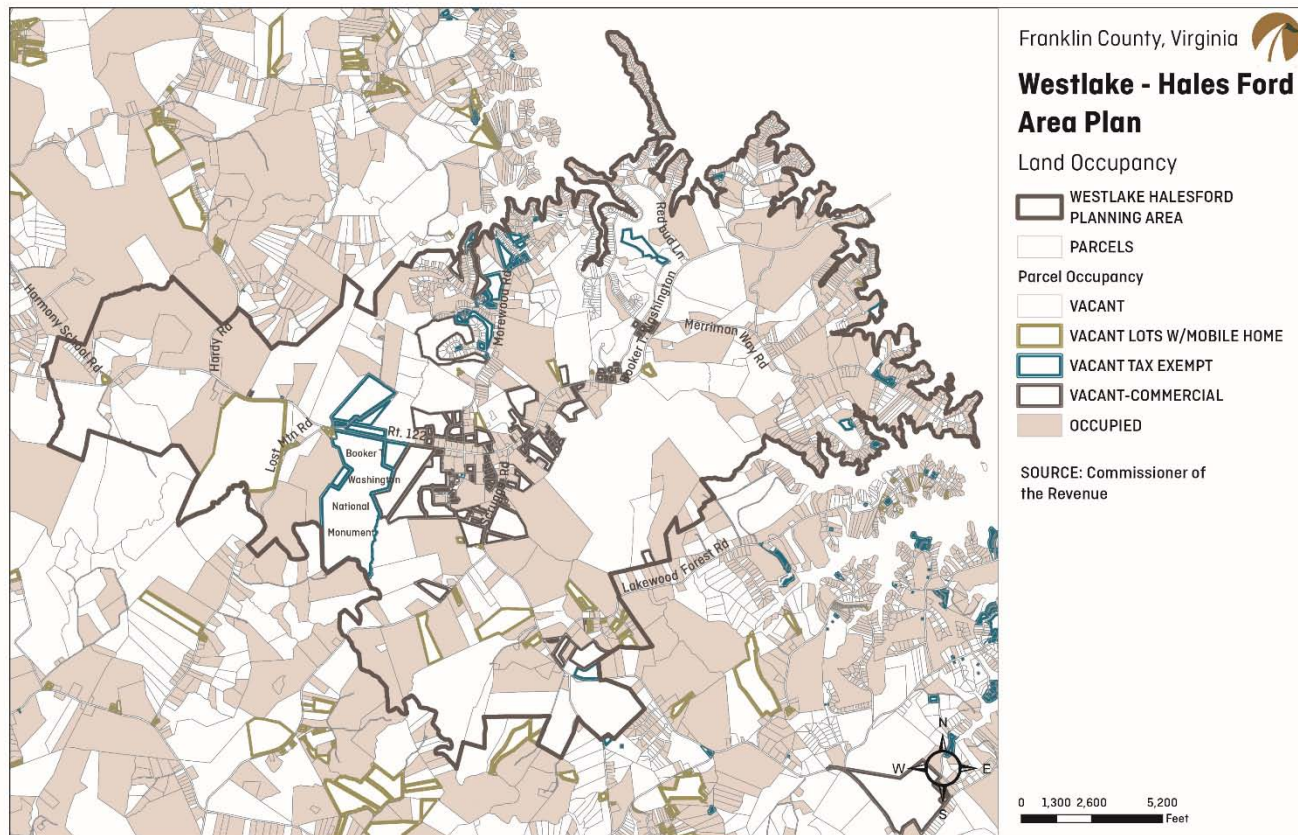 Franklin County, Virginia
Westlake - Hales Ford
Area Plan
Land Occupancy
WESTLAKE HALESFORD
PLANNING AREA
PARCELS
Parcel Occupancy
VACANT
VACANT LOTS W/MOBILE HOME
VACANT TAX EXEMPT
VACANT-COMMERCIAL
OCCUPIED
SOURCE: Commissioner of
the Revenue
Harmony School Rd
Hardy Rd
Lost Mtn Rd
Rt. 122
Booker T
Washington
National
Monument
Morewood Rd
Redbud Ln
Booker T Washington
Merriman Way Rd
Scruggs Rd
Lakewood Forest Rd
N
W
E
S
0 1,300 2,600 5,200
Feet